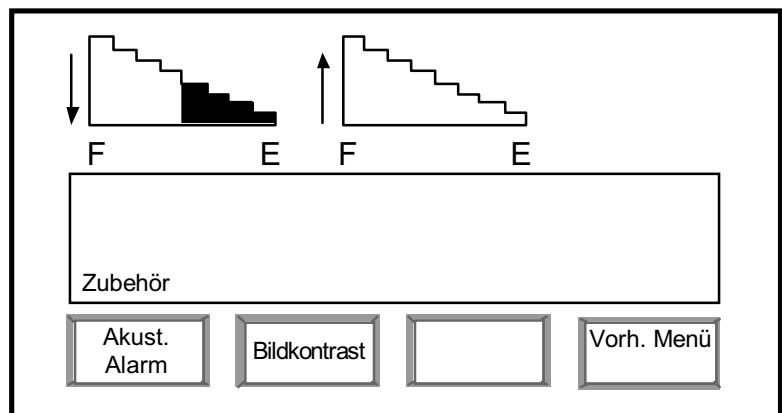 F E F E
Zubehör
Akust.
Alarm
Bildkontrast
Vorh. Menü